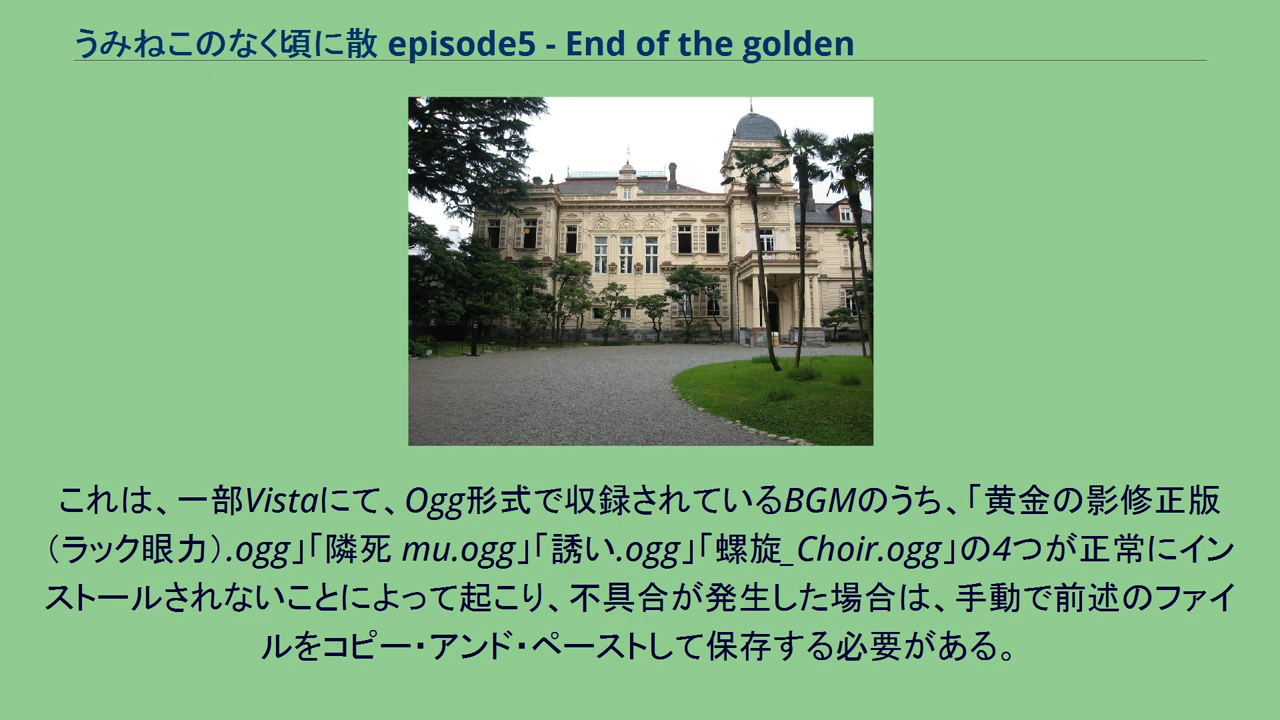 うみねこのなく頃に散 episode5 - End of the golden
これは、一部Vistaにて、Ogg形式で収録されているBGMのうち、「黄金の影修正版
（ラック眼力）.ogg」「隣死 mu.ogg」「誘い.ogg」「螺旋_Choir.ogg」の4つが正常にイン
ストールされないことによって起こり、不具合が発生した場合は、手動で前述のファイ
ルをコピー・アンド・ペーストして保存する必要がある。